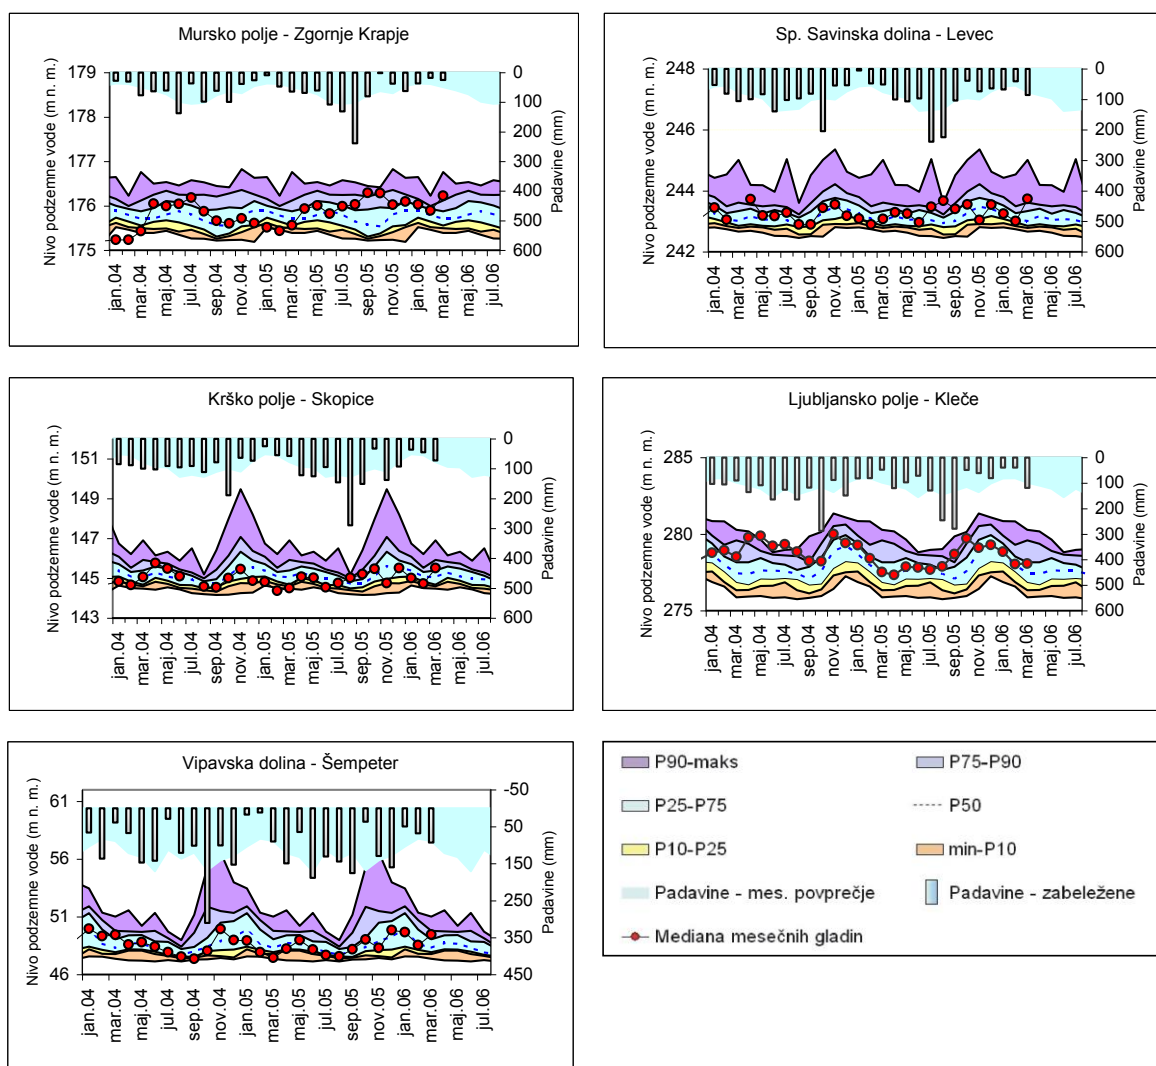 Mursko polje - Zgornje Krapje
Nivo podzemne vode (m n. m.)
179
178
177
176
175
0
100
200
300
400
500
600
Padavine (mm)
jan.04
mar.04
maj.04
jul.04
sep.04
nov.04
jan.05
mar.05
maj.05
jul.05
sep.05
nov.05
jan.06
mar.06
maj.06
jul.06
Sp. Savinska dolina - Levec
Nivo podzemne vode (m n. m.)
248
246
244
242
0
100
200
300
400
500
600
Padavine (mm)
jan.04
mar.04
maj.04
jul.04
sep.04
nov.04
jan.05
mar.05
maj.05
jul.05
sep.05
nov.05
jan.06
mar.06
maj.06
jul.06
Krško polje - Skopice
Nivo podzemne vode (m n. m.)
151
149
147
145
143
0
100
200
300
400
500
600
Padavine (mm)
jan.04
mar.04
maj.04
jul.04
sep.04
nov.04
jan.05
mar.05
maj.05
jul.05
sep.05
nov.05
jan.06
mar.06
maj.06
jul.06
Ljubljansko polje - Kleče
Nivo podzemne vode (m n. m.)
285
280
275
0
100
200
300
400
500
600
Padavine (mm)
jan.04
mar.04
maj.04
jul.04
sep.04
nov.04
jan.05
mar.05
maj.05
jul.05
sep.05
nov.05
jan.06
mar.06
maj.06
jul.06
Vipavska dolina - Šempeter
Nivo podzemne vode (m n. m.)
61
56
51
46
-50
50
150
250
350
450
Padavine (mm)
jan.04
mar.04
maj.04
jul.04
sep.04
nov.04
jan.05
mar.05
maj.05
jul.05
sep.05
nov.05
jan.06
mar.06
maj.06
jul.06
P90-maks P75-P90
P25-P75 P50
P10-P25 min-P10
Padavine - mes. povprečje Padavine - zabeležene
Mediana mesečnih gladin